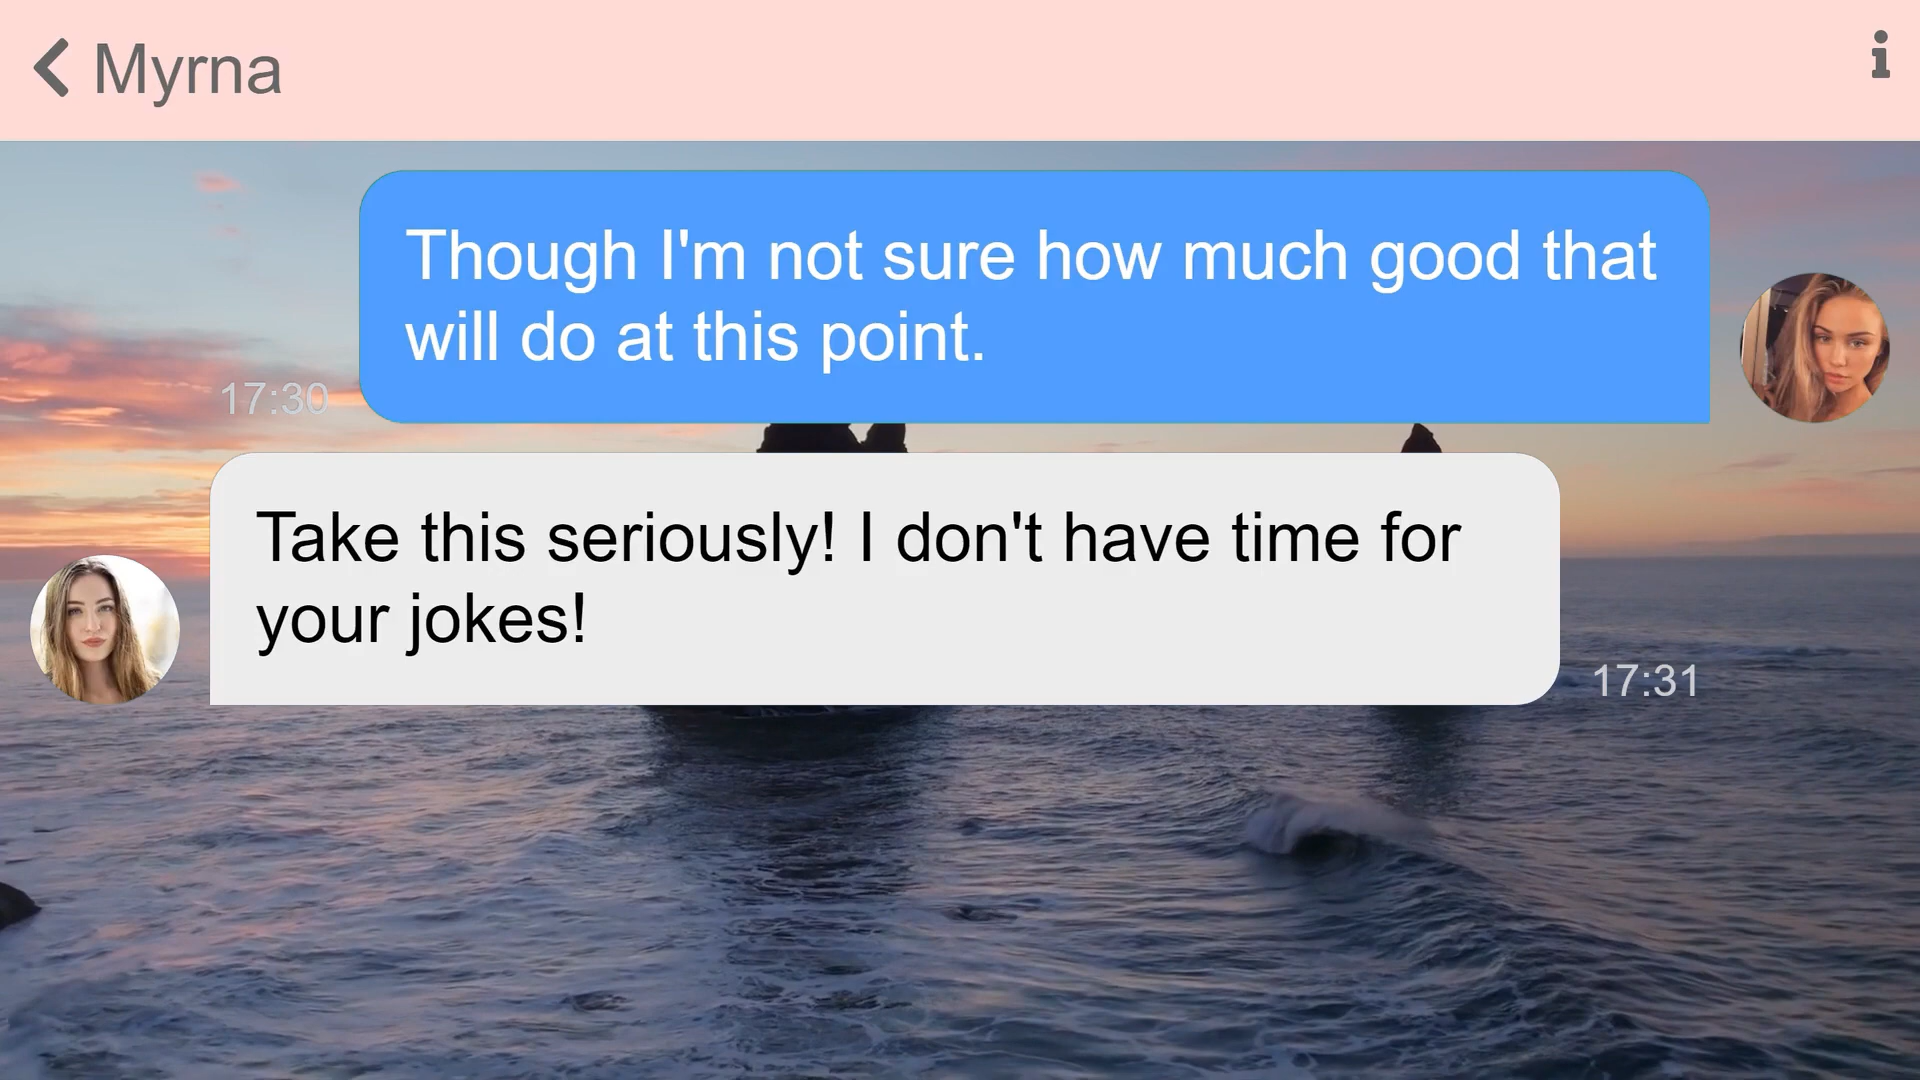 Myrna
Though I'm not sure how much good that
will do at this point.
17:30
Take this seriously! I don't have time for
your jokes!
17:31